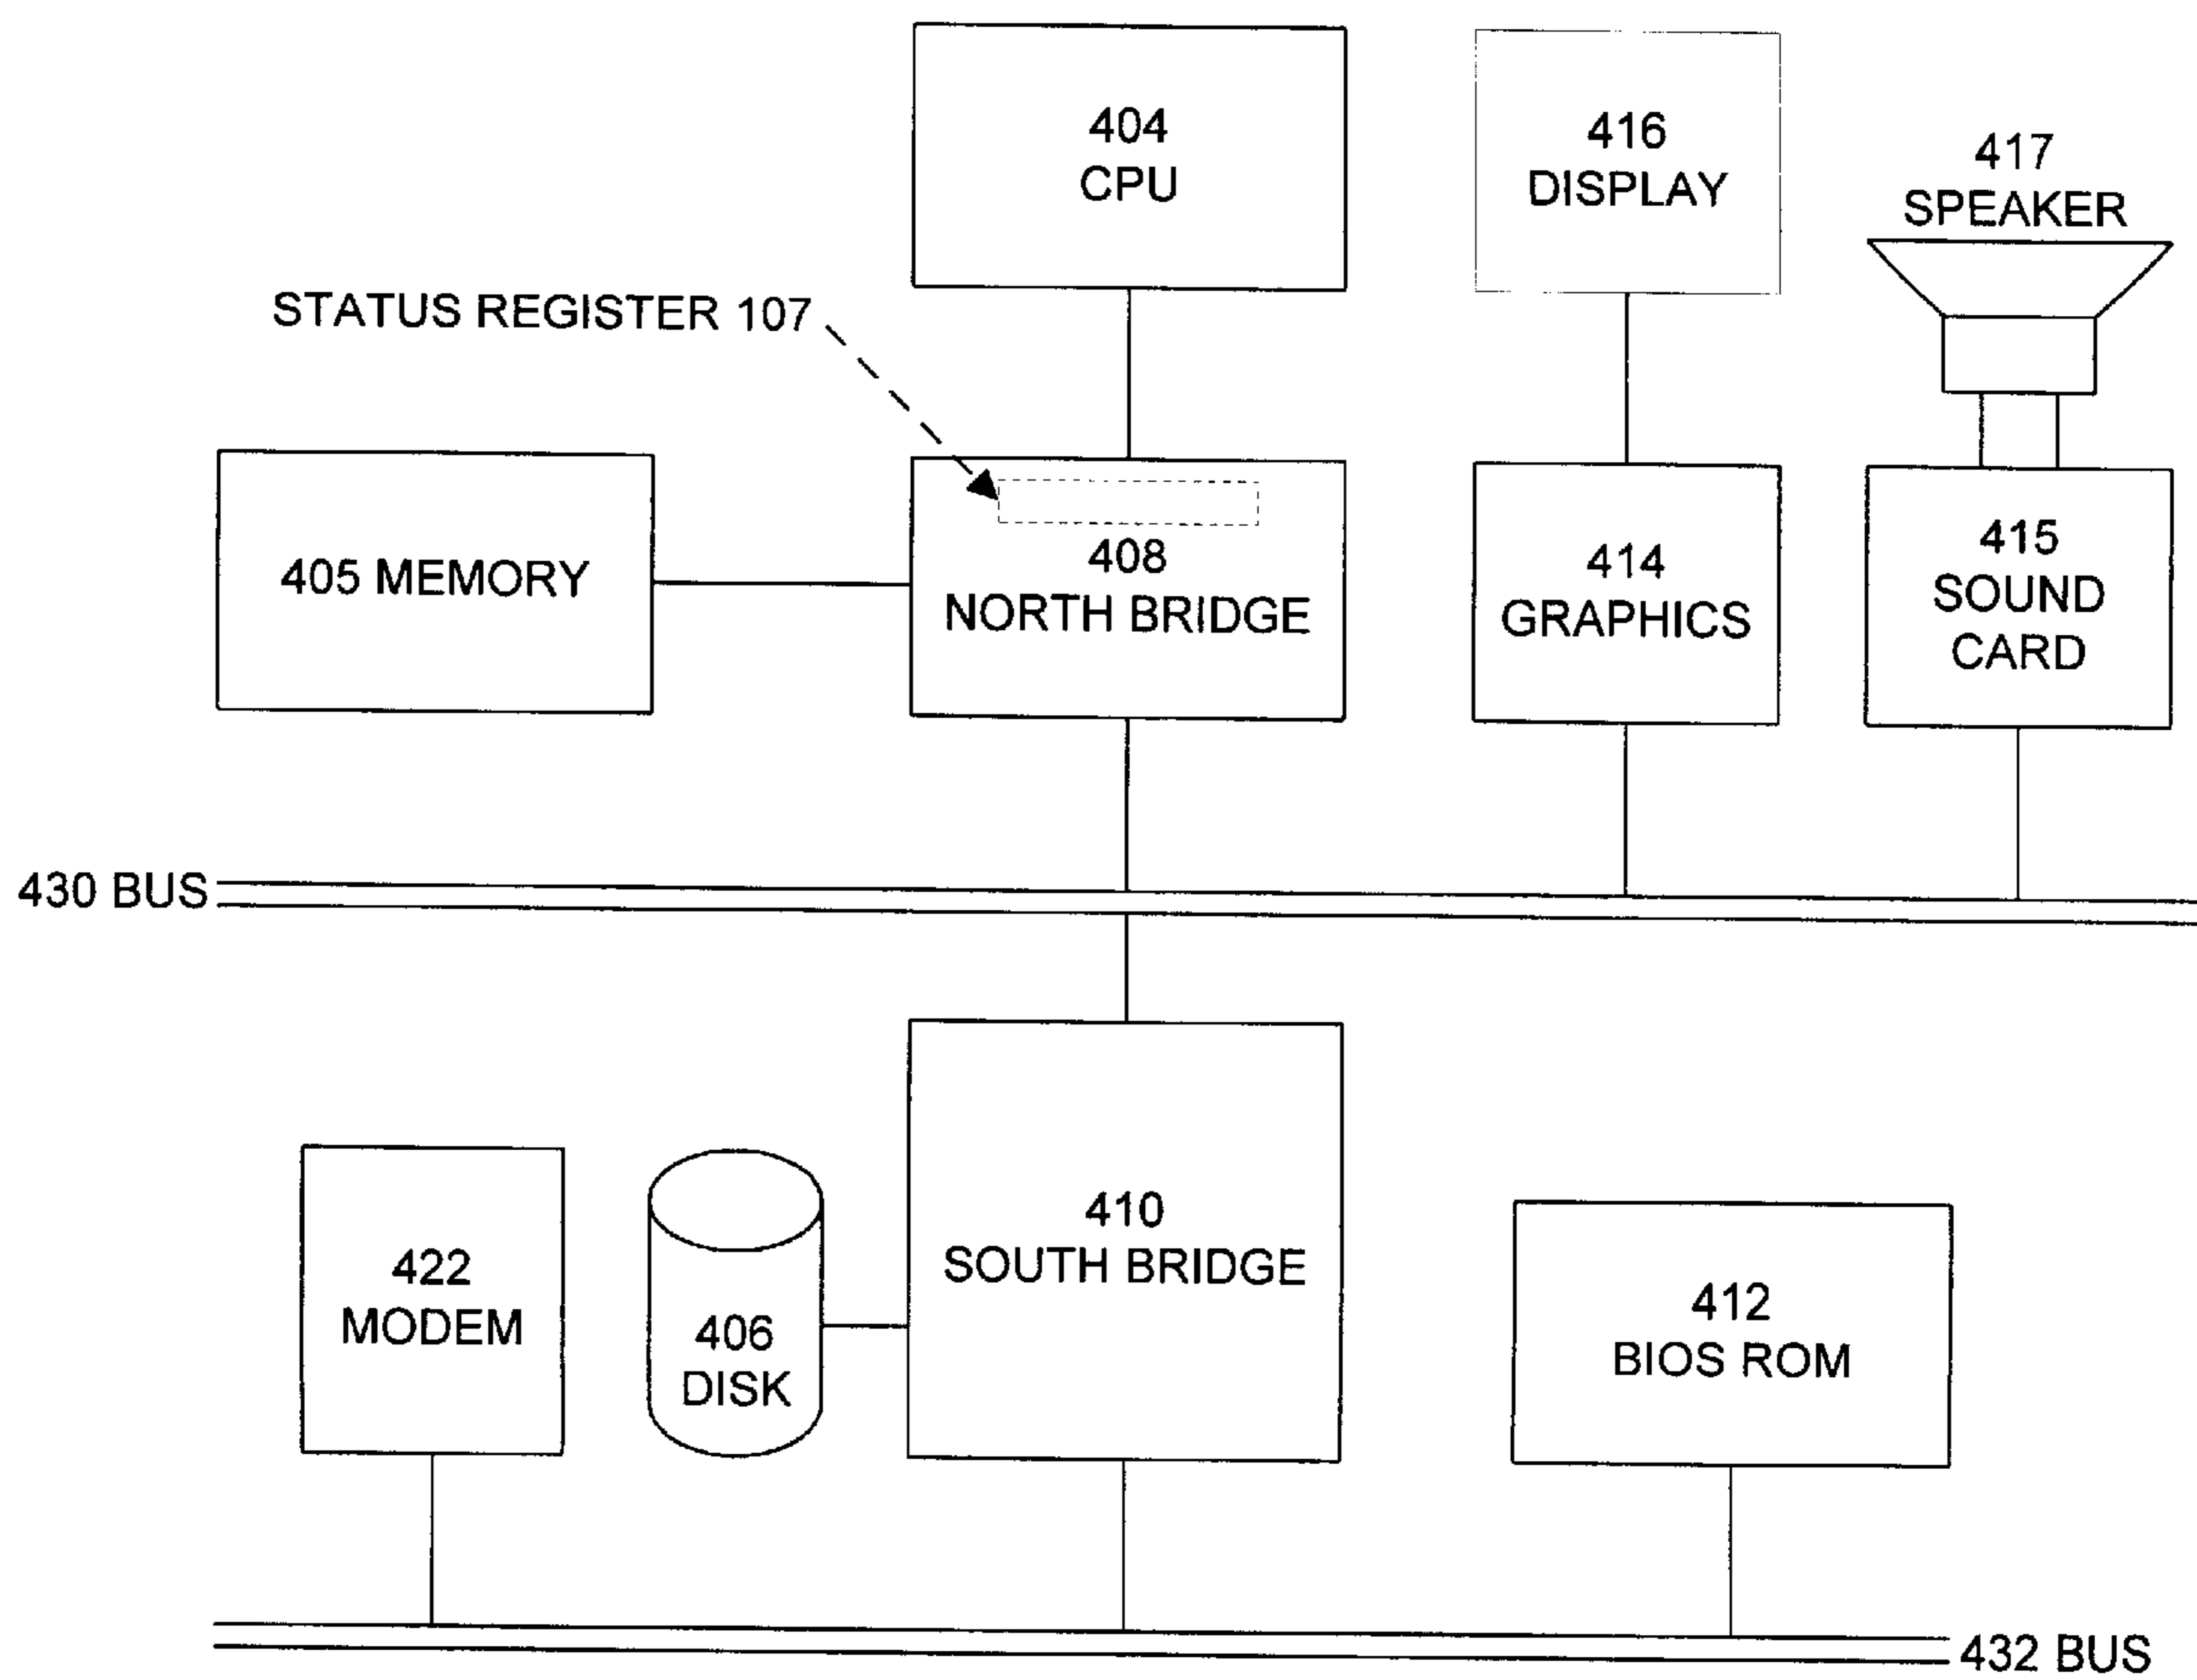 404
CPU
416
DISPLAY
417
SPEAKER
STATUS REGISTER 107
405 MEMORY
408
NORTH BRIDGE
414
GRAPHICS
415
SOUND
CARD
430 BUS
422
MODEM
406
DISK
410
SOUTH BRIDGE
412
BIOS ROM
432 BUS